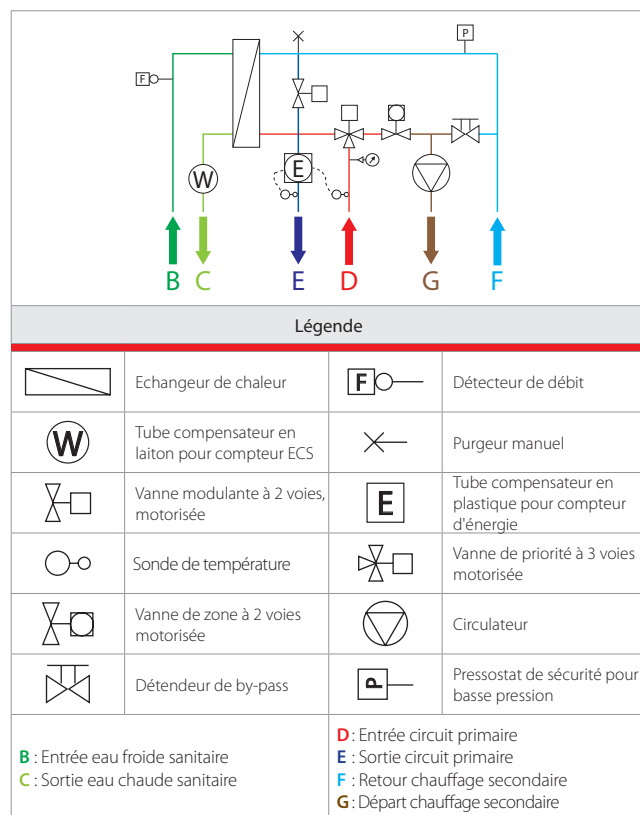 P
F
E
W
B C E D G F
Légende
Echangeur de chaleur
F
Détecteur de débit
W
Tube compensateur en
laiton pour compteur ECS
Purgeur manuel
Vanne modulante à 2 voies,
motorisée
E
Tube compensateur en
plastique pour compteur
d'énergie
Sonde de température
Vanne de priorité à 3 voies
motorisée
Vanne de zone à 2 voies
motorisée
Circulateur
Détendeur de by-pass
P
Pressostat de sécurité pour
basse pression
B : Entrée eau froide sanitaire
C : Sortie eau chaude sanitaire
D : Entrée circuit primaire
E : Sortie circuit primaire
F : Retour chauffage secondaire
G : Départ chauffage secondaire